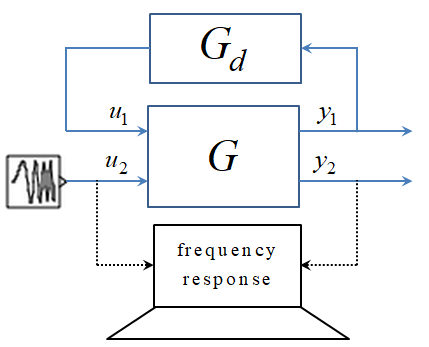 G_d
u_1
y_1
G
u_2
y_2
frequency
response